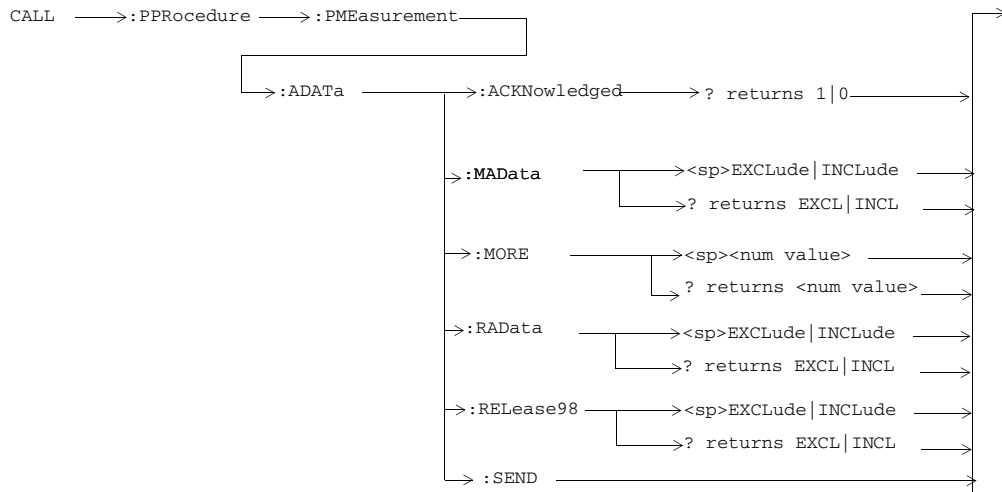 CALL :PPRocedure :PMEasurement
:ADATa :ACKNowledged ? returns 1|0
:MAData <sp>EXCLude|INCLude
? returns EXCL|INCL
:MORE <sp><num value>
? returns <num value>
:RAData <sp>EXCLude|INCLude
? returns EXCL|INCL
:RELease98 <sp>EXCLude|INCLude
? returns EXCL|INCL
:SEND